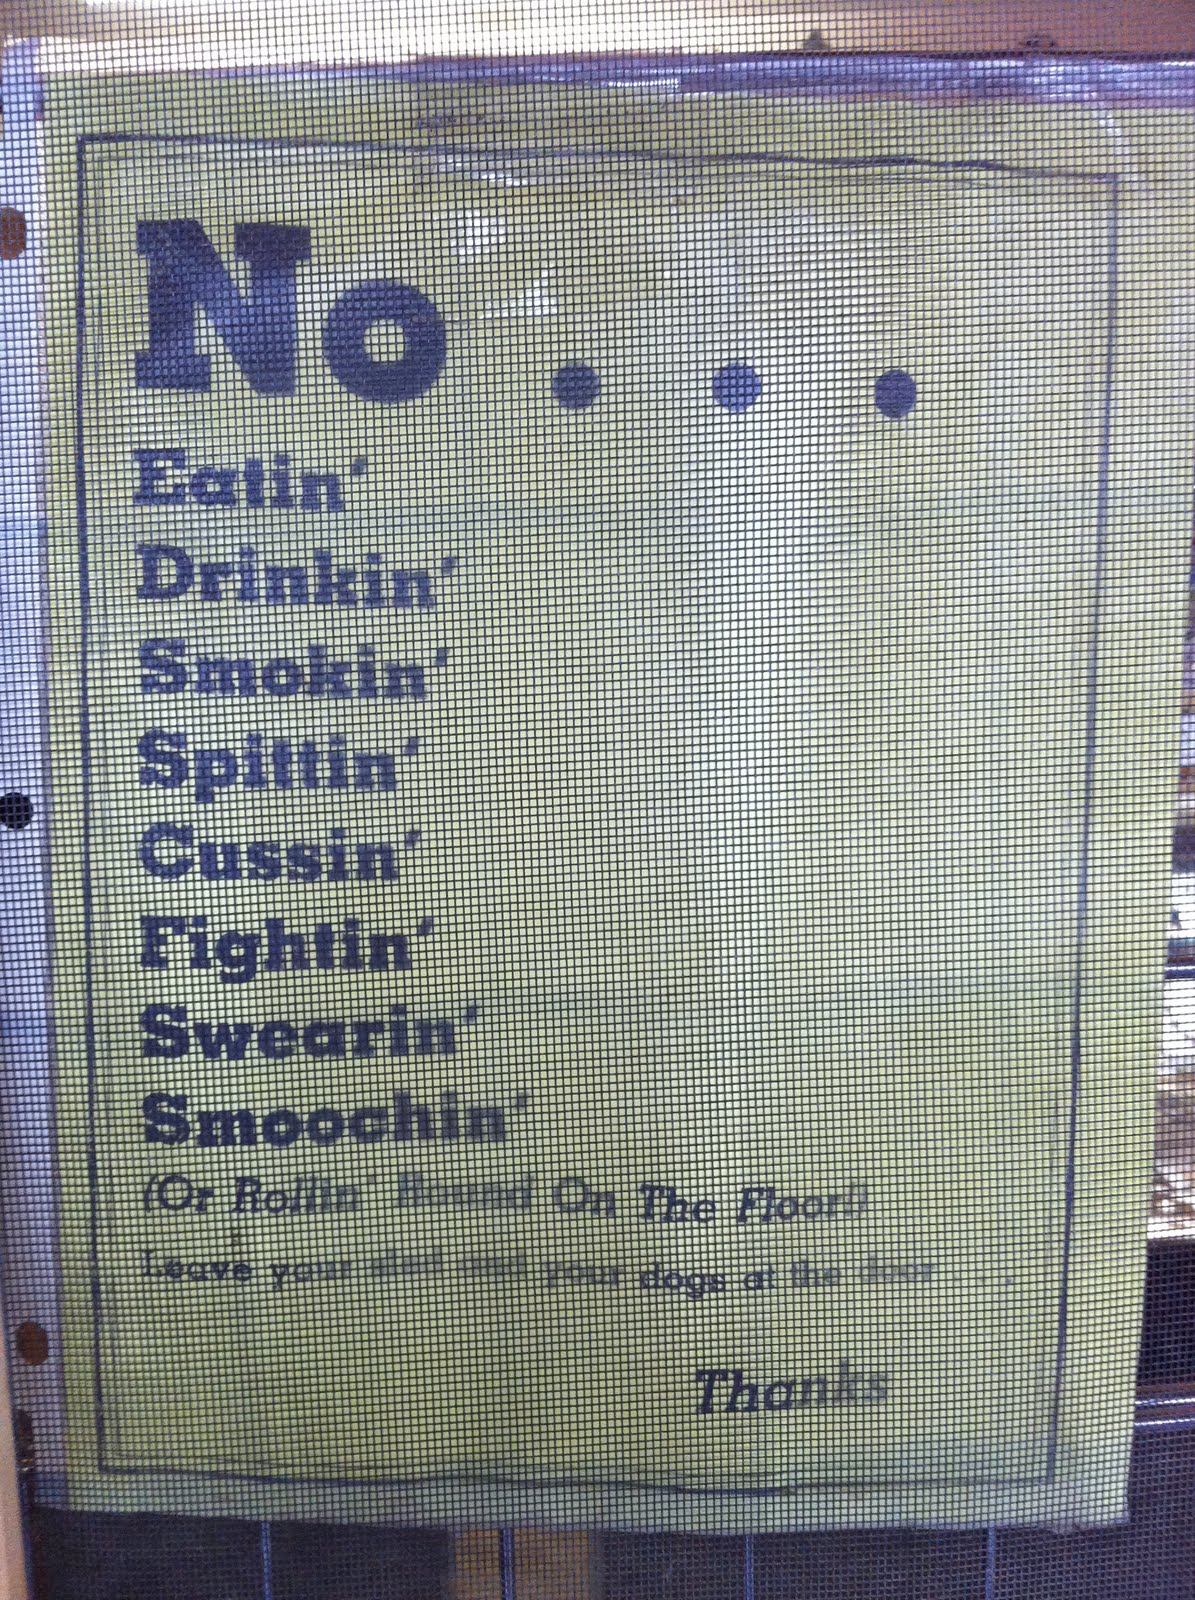 No . . .
Eatin'
Drinkin'
Smokin'
Spittin'
Cussin'
Fightin'
Swearin'
Smoochin'
(Or Rollin' Round On The Floor!)
Leave your and your dogs at the door . . .
Thanks